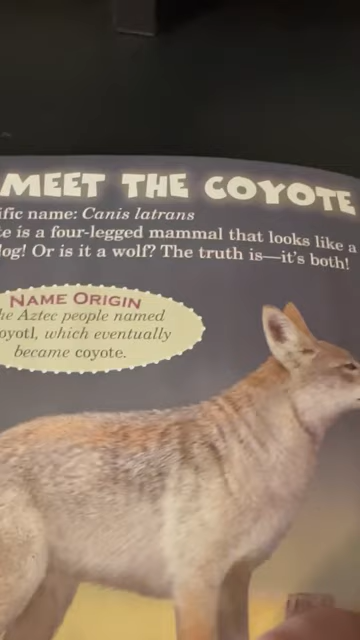 MEET THE COYOTE
ific name: Canis latrans
te is a four-legged mammal that looks like a
log! Or is it a wolf? The truth is—it's both!
NAME ORIGIN
he Aztec people named
oyotl, which eventually
became coyote.